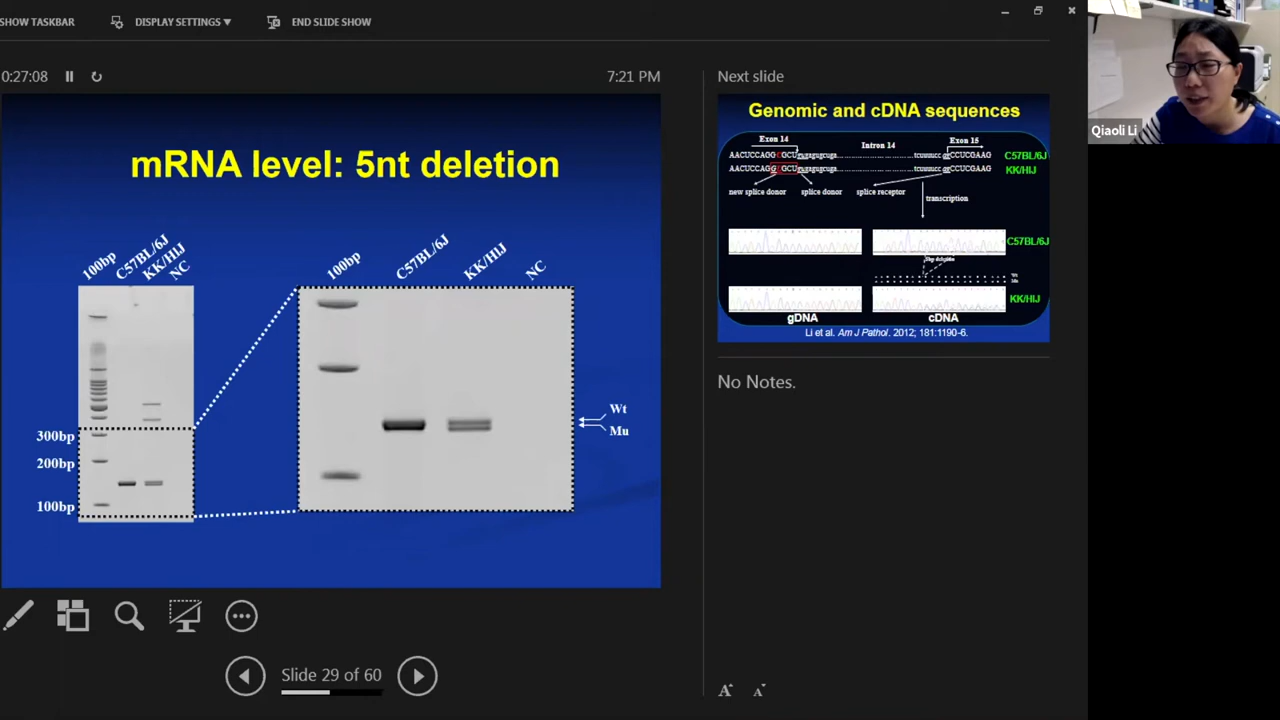 SHOW TASKBAR
DISPLAY SETTINGS ▼
END SLIDE SHOW
0:27:08
7:21 PM
mRNA level: 5nt deletion
100bp
C57BL/6J
KK/HIJ
NC
100bp
C57BL/6J
KK/HIJ
NC
300bp
200bp
100bp
Wt
Mu
Slide 29 of 60
Next slide
Genomic and cDNA sequences
Exon 14
Intron 14
Exon 15
C57BL/6J
KK/HIJ
new splice donor
splice donor
splice receptor
transcription
C57BL/6J
Wt
Mu
KK/HIJ
gDNA
cDNA
Li et al. Am J Pathol. 2012; 181:1190-6.
No Notes.
A A
Qiaoli Li